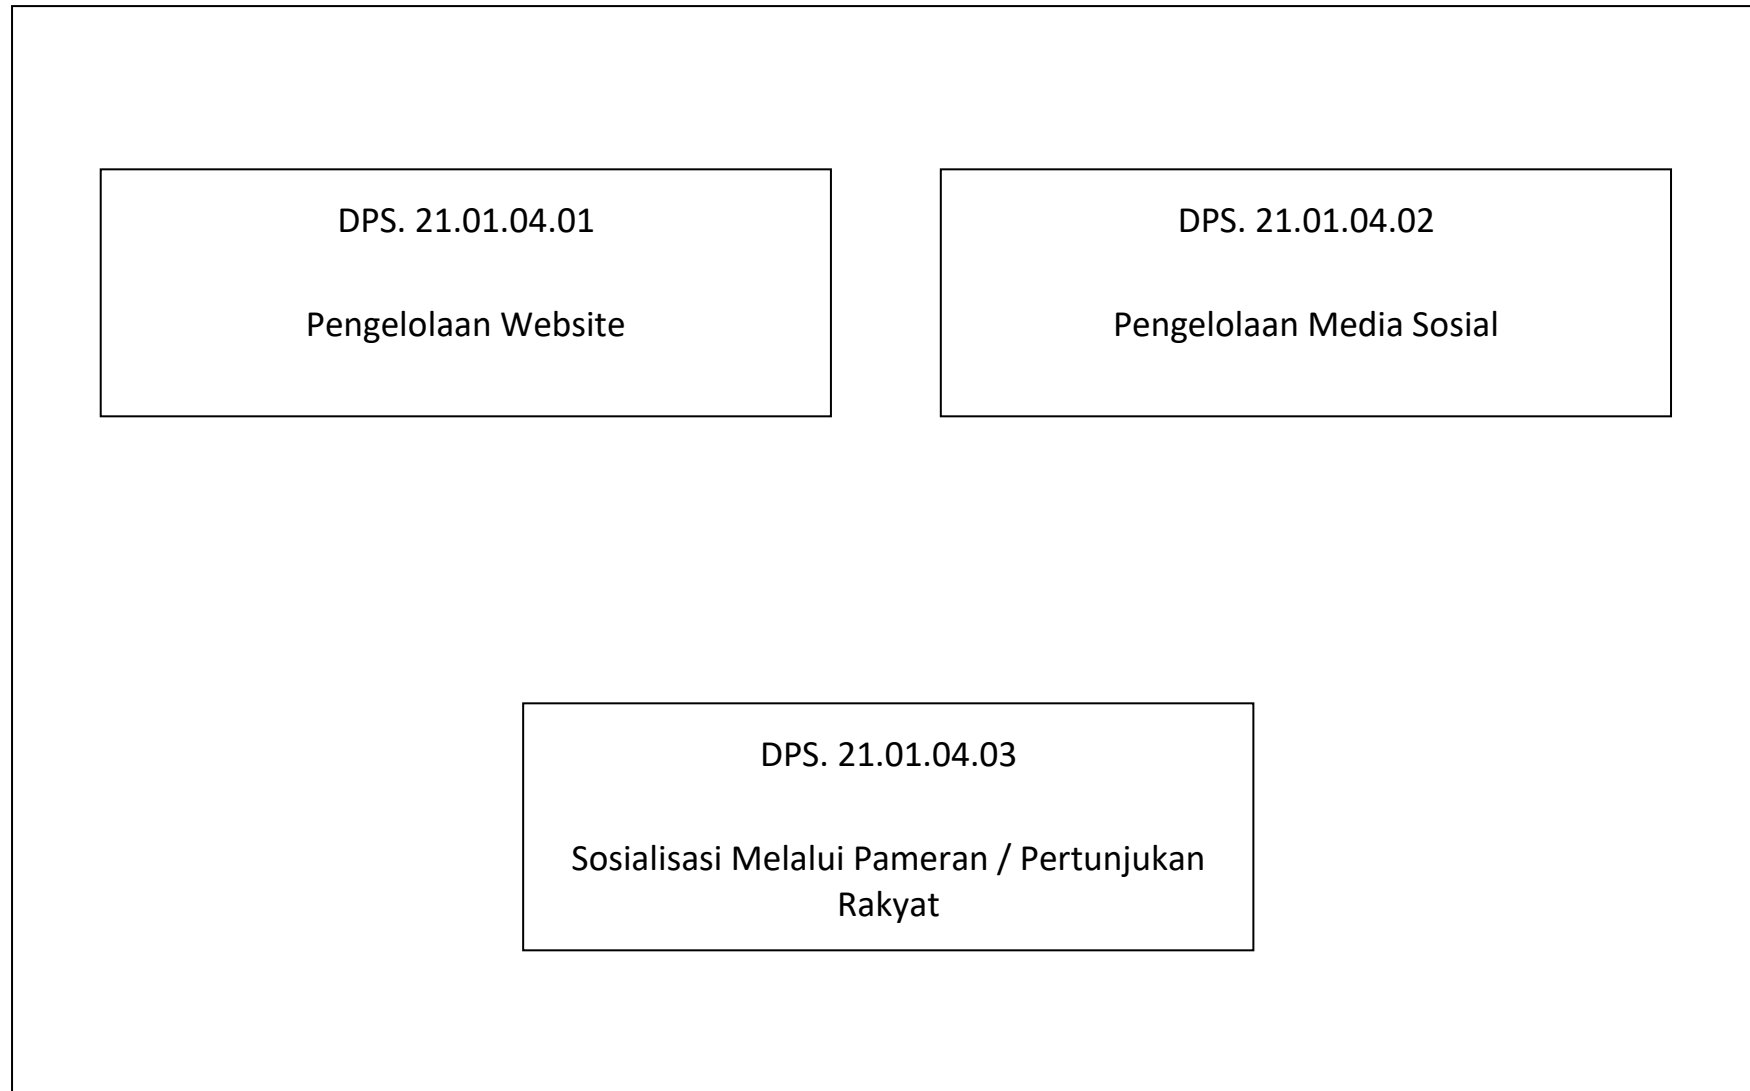 DPS. 21.01.04.01
Pengelolaan Website
DPS. 21.01.04.02
Pengelolaan Media Sosial
DPS. 21.01.04.03
Sosialisasi Melalui Pameran / Pertunjukan
Rakyat